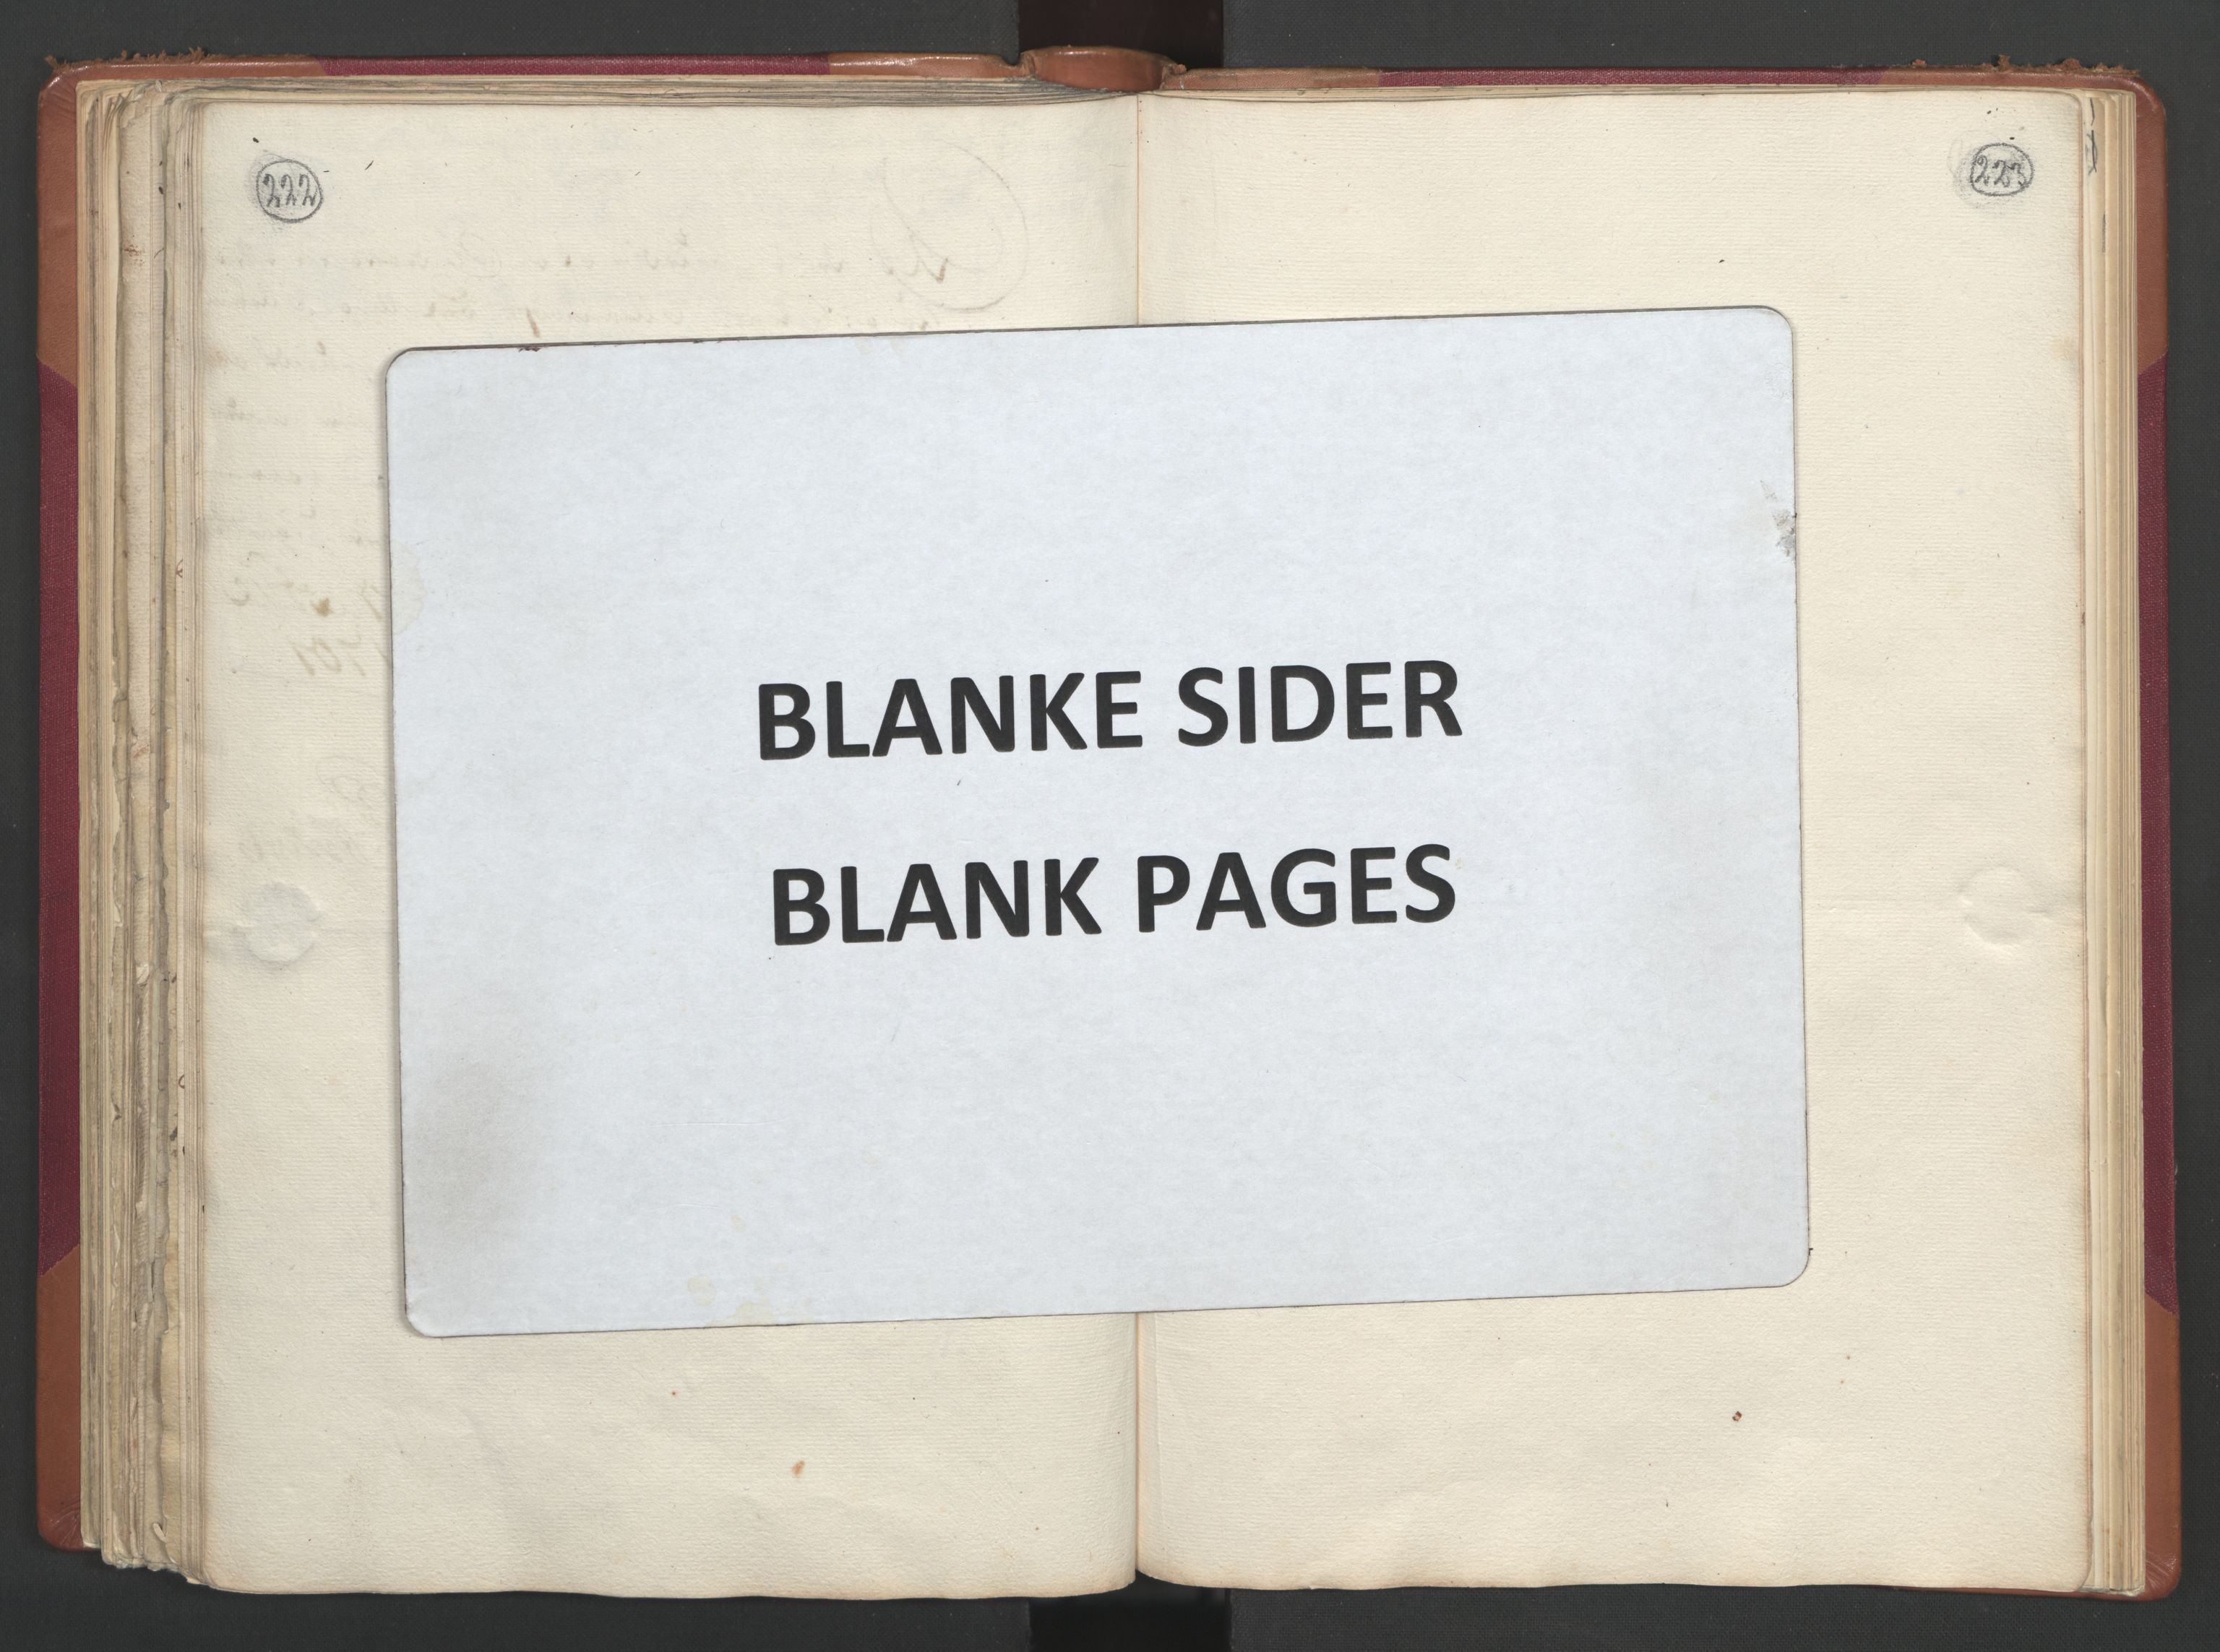 222
223
BLANKE SIDER
BLANK PAGES